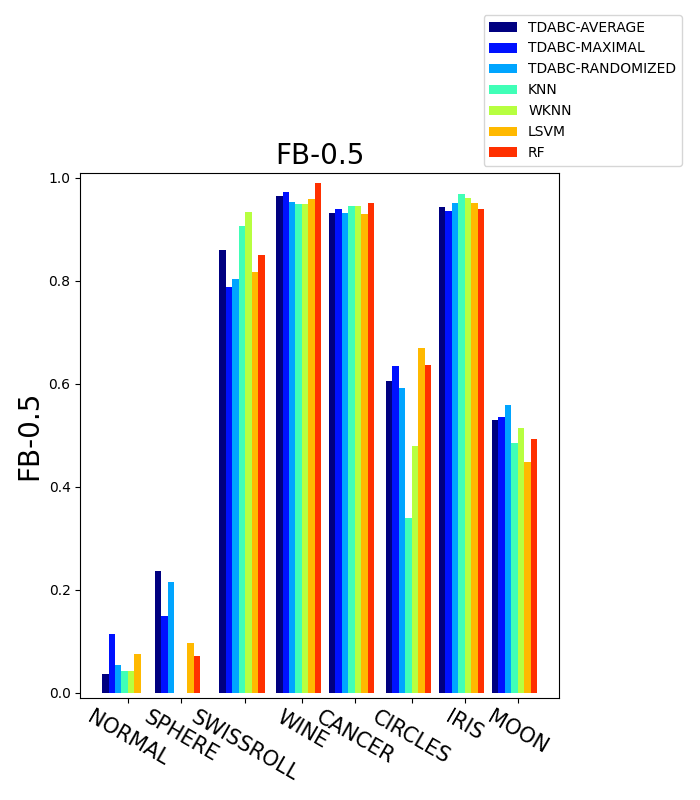 TDABC-AVERAGE
TDABC-MAXIMAL
TDABC-RANDOMIZED
KNN
WKNN
LSVM
RF
FB-0.5
FB-0.5
1.0
0.8
0.6
0.4
0.2
0.0
NORMAL
SPHERE
SWISSROLL
WINE
CANCER
CIRCLES
IRIS
MOON